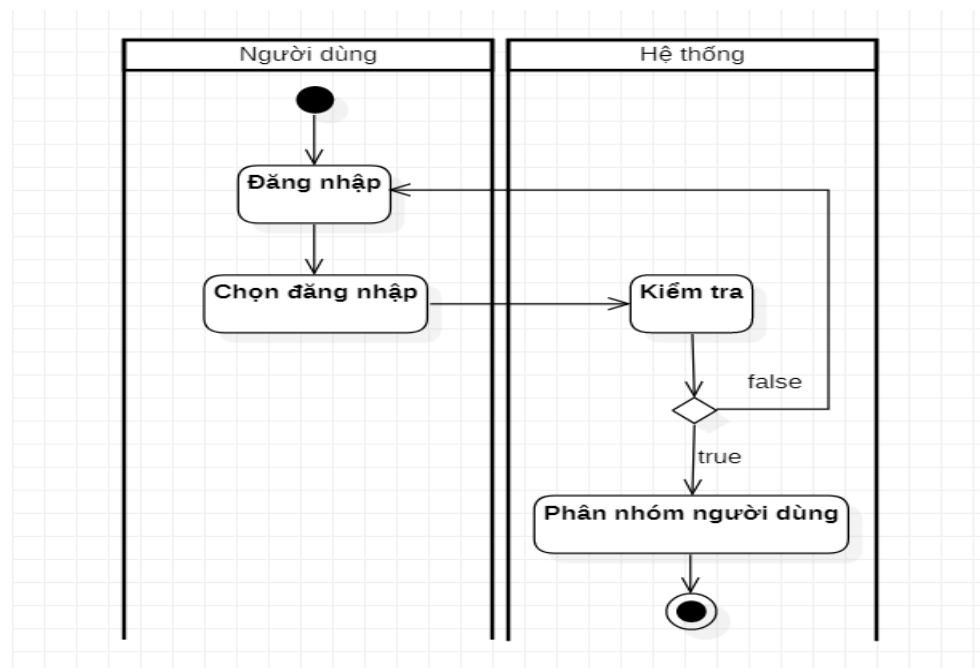 Người dùng
Hệ thống
Đăng nhập
Chọn đăng nhập
Kiểm tra
false
true
Phân nhóm người dùng